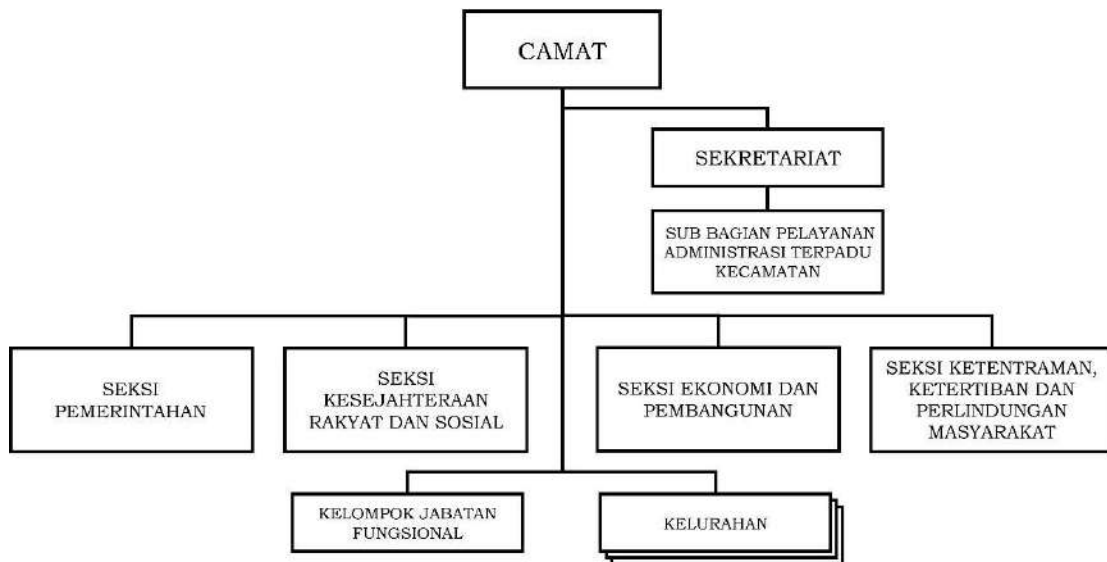 CAMAT
SEKRETARIAT
SUB BAGIAN PELAYANAN
ADMINISTRASI TERPADU
KECAMATAN
SEKSI
PEMERINTAHAN
SEKSI
KESEJAHTERAAN
RAKYAT DAN SOSIAL
SEKSI EKONOMI DAN
PEMBANGUNAN
SEKSI KETENTRAMAN,
KETERTIBAN DAN
PERLINDUNGAN
MASYARAKAT
KELOMPOK JABATAN
FUNGSIONAL
KELURAHAN